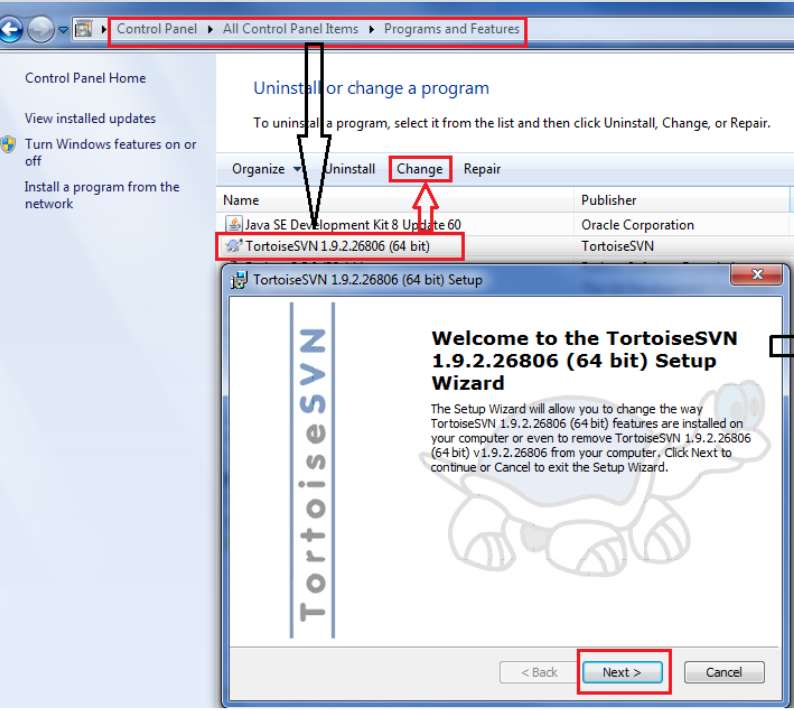 Control Panel ▸ All Control Panel Items ▸ Programs and Features
Control Panel Home
View installed updates
Turn Windows features on or
off
Install a program from the
network
Uninstall or change a program
To uninstall a program, select it from the list and then click Uninstall, Change, or Repair.
Organize Uninstall Change Repair
Name Publisher
Java SE Development Kit 8 Update 60 Oracle Corporation
TortoiseSVN 1.9.2.26806 (64 bit) TortoiseSVN
TortoiseSVN 1.9.2.26806 (64 bit) Setup
TortoiseSVN
Welcome to the TortoiseSVN
1.9.2.26806 (64 bit) Setup
Wizard
The Setup Wizard will allow you to change the way
TortoiseSVN 1.9.2.26806 (64 bit) features are installed on
your computer or even to remove TortoiseSVN 1.9.2.26806
(64 bit) v1.9.2.26806 from your computer. Click Next to
continue or Cancel to exit the Setup Wizard.
< Back Next > Cancel